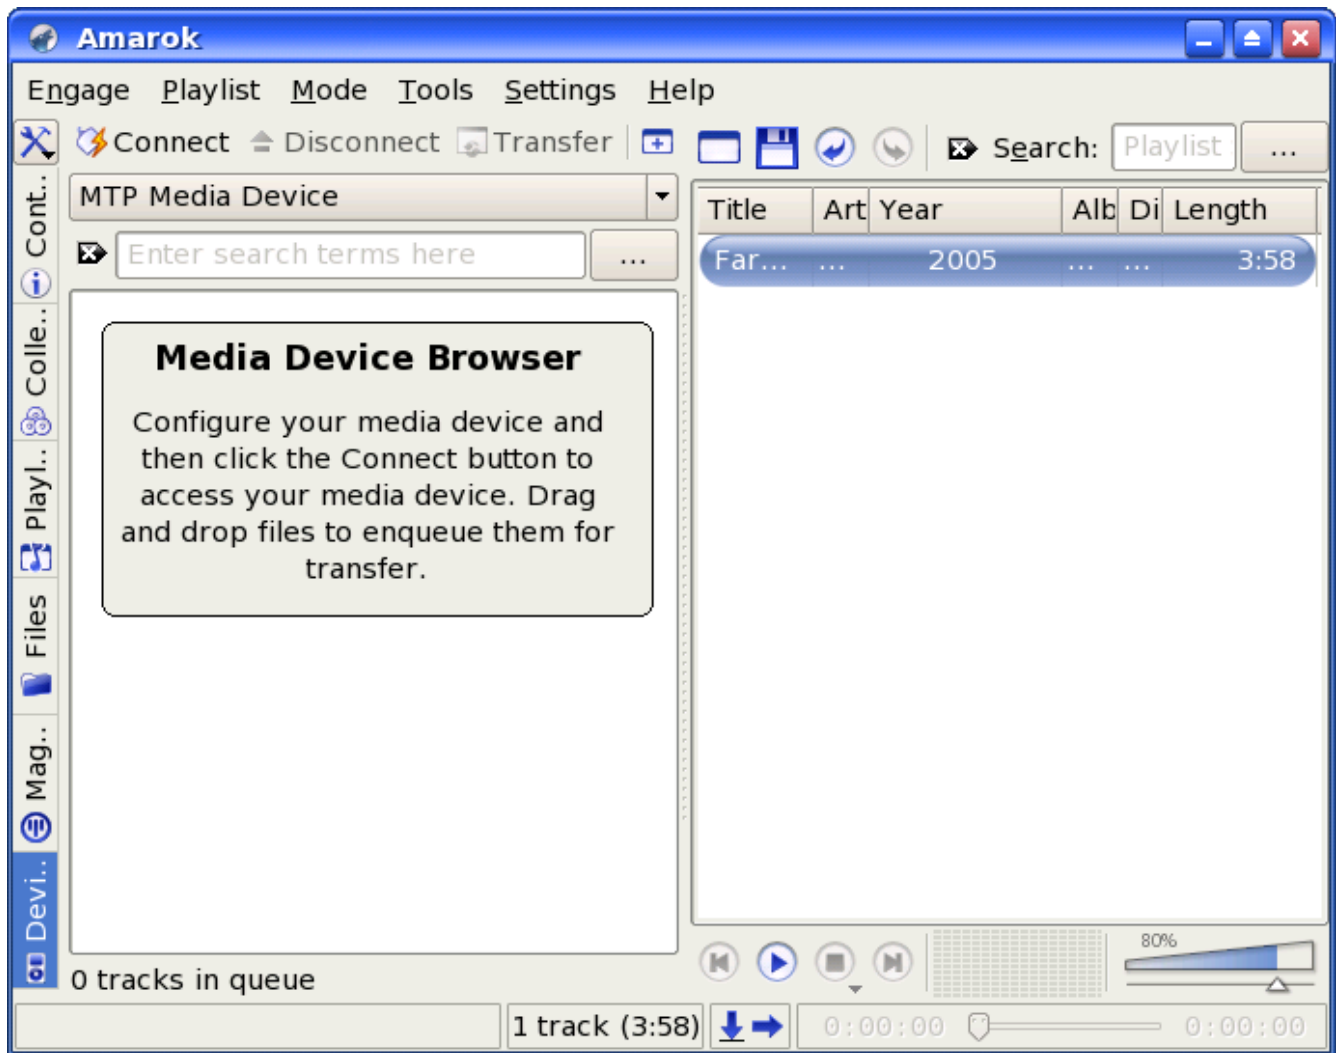 Amarok
Engage Playlist Mode Tools Settings Help
Connect Disconnect Transfer Search: Playlist ...
MTP Media Device
Enter search terms here ...
Title Art Year Alb Di Length
Far... ... 2005 ... ... 3:58
Media Device Browser
Configure your media device and
then click the Connect button to
access your media device. Drag
and drop files to enqueue them for
transfer.
Cont..
Colle..
Playl..
Files
Mag..
Devi..
0 tracks in queue
80%
1 track (3:58) 0:00:00 0:00:00